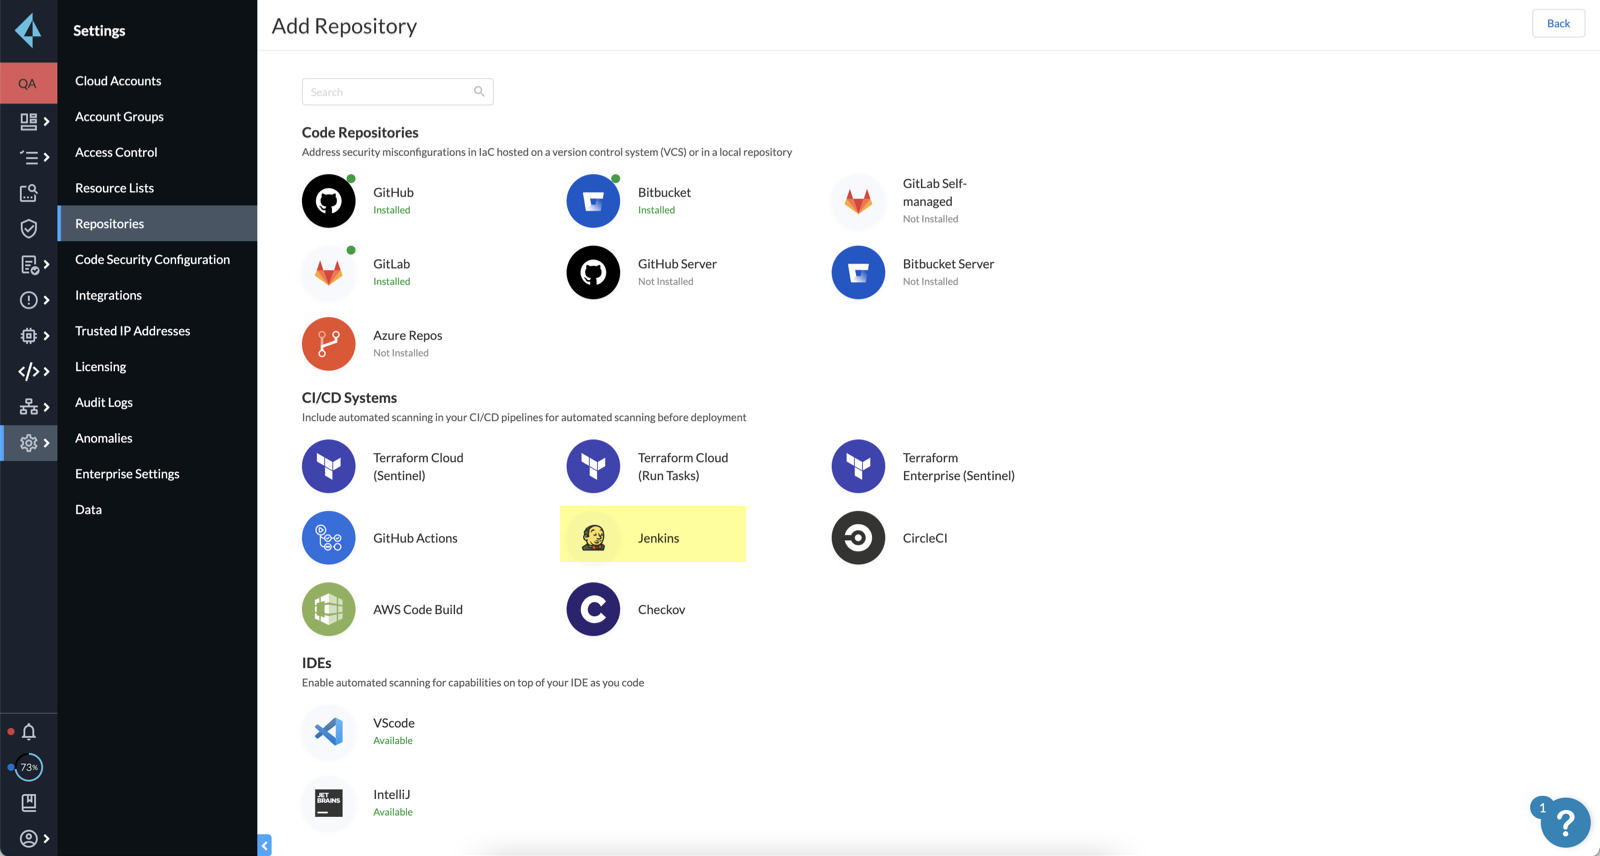 Settings
Add Repository
Back
QA
Cloud Accounts
Account Groups
Access Control
Resource Lists
Repositories
Code Security Configuration
Integrations
Trusted IP Addresses
Licensing
Audit Logs
Anomalies
Enterprise Settings
Data
73%
Search
Code Repositories
Address security misconfigurations in IaC hosted on a version control system (VCS) or in a local repository
GitHub
Installed
Bitbucket
Installed
GitLab Self-
managed
Not Installed
GitLab
Installed
GitHub Server
Not Installed
Bitbucket Server
Not Installed
Azure Repos
Not Installed
CI/CD Systems
Include automated scanning in your CI/CD pipelines for automated scanning before deployment
Terraform Cloud
(Sentinel)
Terraform Cloud
(Run Tasks)
Terraform
Enterprise (Sentinel)
GitHub Actions
Jenkins
CircleCI
AWS Code Build
C
Checkov
IDEs
Enable automated scanning for capabilities on top of your IDE as you code
VScode
Available
JET
BRAINS
IntelliJ
Available
1
?